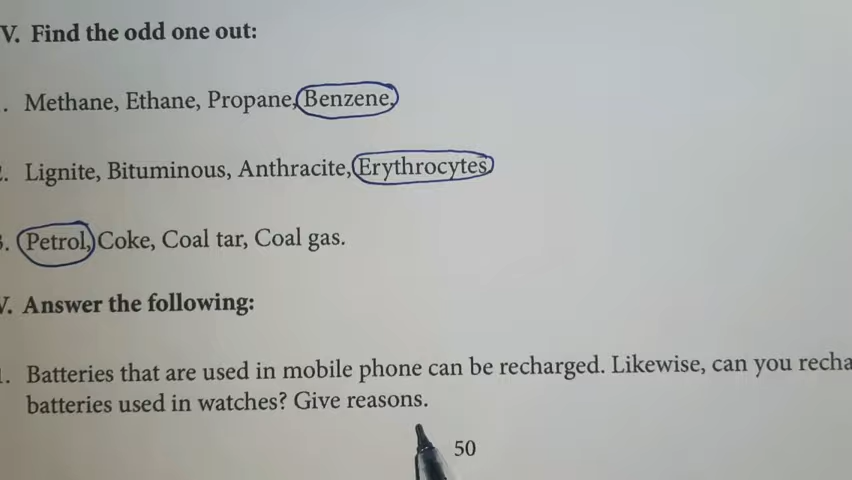 V. Find the odd one out:
. Methane, Ethane, Propane, Benzene.
. Lignite, Bituminous, Anthracite, Erythrocytes
. Petrol, Coke, Coal tar, Coal gas.
V. Answer the following:
. Batteries that are used in mobile phone can be recharged. Likewise, can you recha
batteries used in watches? Give reasons.
50